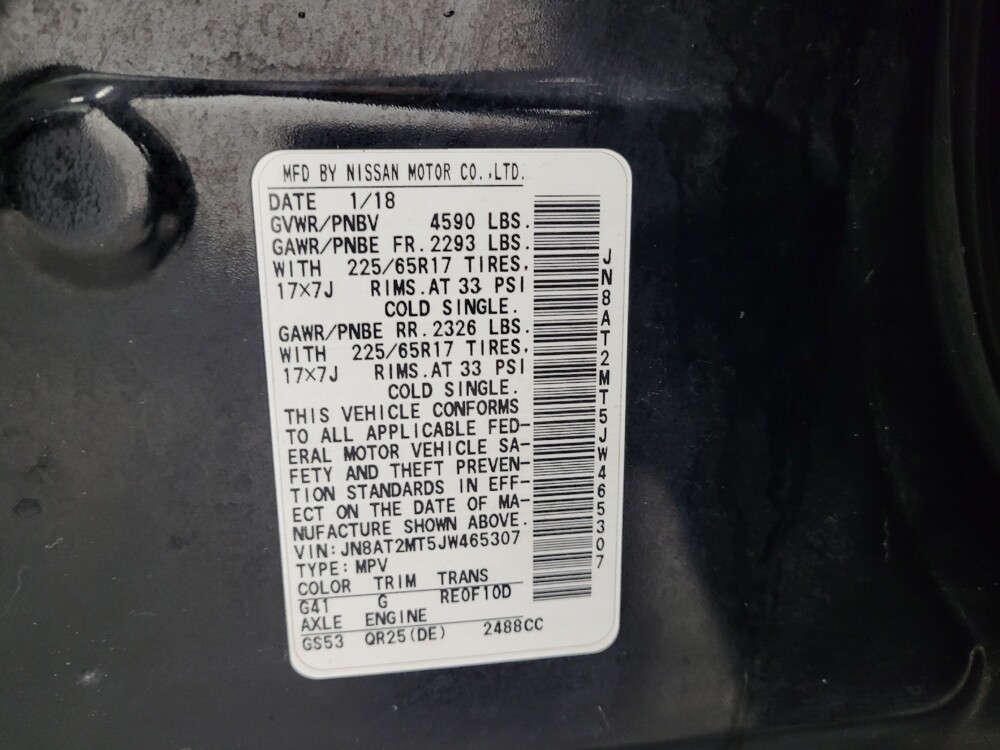 MFD BY NISSAN MOTOR CO.,LTD.
DATE 1/18
GVWR/PNBV 4590 LBS.
GAWR/PNBE FR.2293 LBS.
WITH 225/65R17 TIRES,
17×7J RIMS.AT 33 PSI
COLD SINGLE.
GAWR/PNBE RR.2326 LBS.
WITH 225/65R17 TIRES,
17×7J RIMS.AT 33 PSI
COLD SINGLE.
THIS VEHICLE CONFORMS
TO ALL APPLICABLE FED-
ERAL MOTOR VEHICLE SA-
FETY AND THEFT PREVEN-
TION STANDARDS IN EFF-
ECT ON THE DATE OF MA-
NUFACTURE SHOWN ABOVE.
VIN:JN8AT2MT5JW465307
TYPE:MPV
COLOR TRIM TRANS
G41 G RE0F10D
AXLE ENGINE
GS53 QR25(DE) 2488CC
JN8AT2MT5JW465307